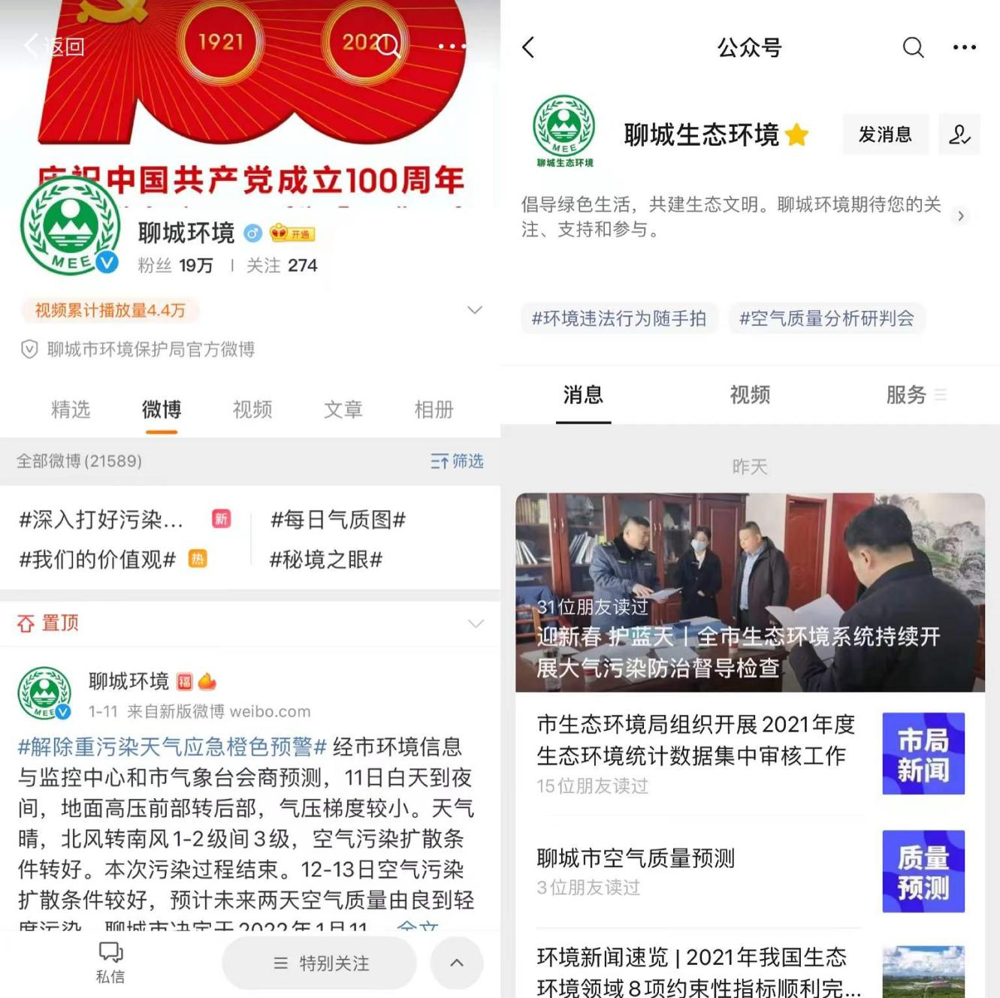 1921
2021
返回
庆祝中国共产党成立100周年
MEE
聊城环境
开通
粉丝 19万 | 关注 274
视频累计播放量4.4万
聊城市环境保护局官方微博
精选 微博 视频 文章 相册
全部微博(21589) 筛选
#深入打好污染... 新 #每日气质图#
#我们的价值观# 热 #秘境之眼#
置顶
聊城环境 福
MEE
1-11 来自新版微博 weibo.com
#解除重污染天气应急橙色预警# 经市环境信息
与监控中心和市气象台会商预测，11日白天到夜
间，地面高压前部转后部，气压梯度较小。天气
晴，北风转南风1-2级间3级，空气污染扩散条
件转好。本次污染过程结束。12-13日空气污染
扩散条件较好，预计未来两天空气质量由良到轻
度污染。聊城市决定于2022年1月11... 全文
私信
特别关注
公众号
MEE
聊城生态环境
聊城生态环境
发消息
倡导绿色生活，共建生态文明。聊城环境期待您的关
注、支持和参与。
#环境违法行为随手拍 #空气质量分析研判会
消息 视频 服务
昨天
31位朋友读过
迎新春 护蓝天 | 全市生态环境系统持续开
展大气污染防治督导检查
市生态环境局组织开展2021年度
生态环境统计数据集中审核工作
15位朋友读过
市局
新闻
聊城市空气质量预测
3位朋友读过
质量
预测
环境新闻速览 | 2021年我国生态
环境领域8项约束性指标顺利完...